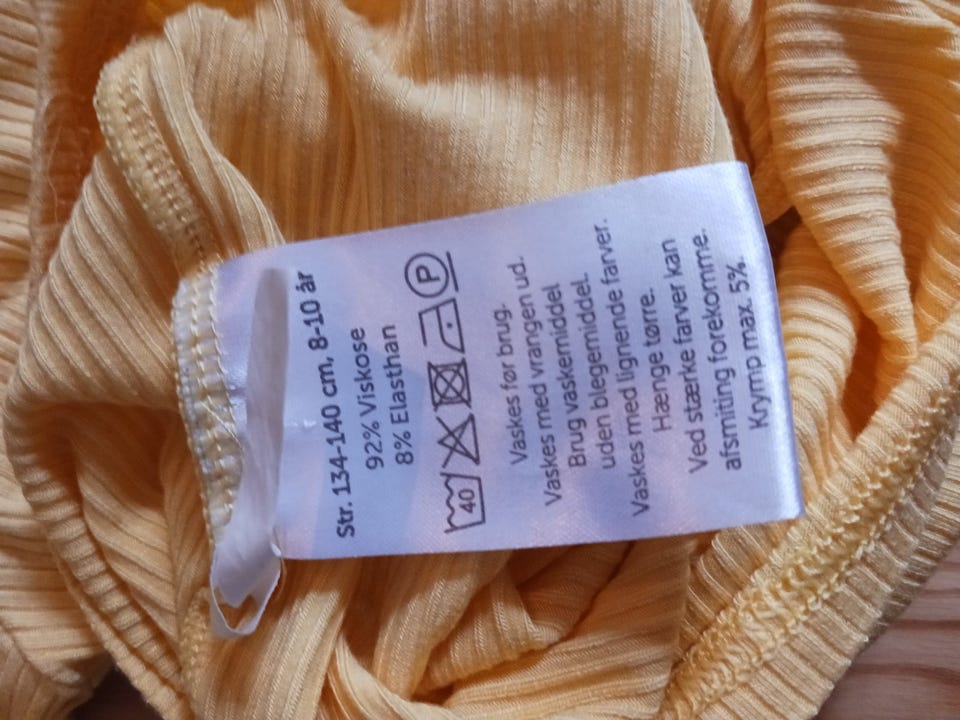 Str. 134-140 cm, 8-10 år
92% Viskose
8% Elasthan
40 P
Vaskes før brug.
Vaskes med vrangen ud.
Brug vaskemiddel
uden blegemiddel.
Vaskes med lignende farver.
Hænge tørre.
Ved stærke farver kan
afsmiting forekomme.
Krymp max. 5%.